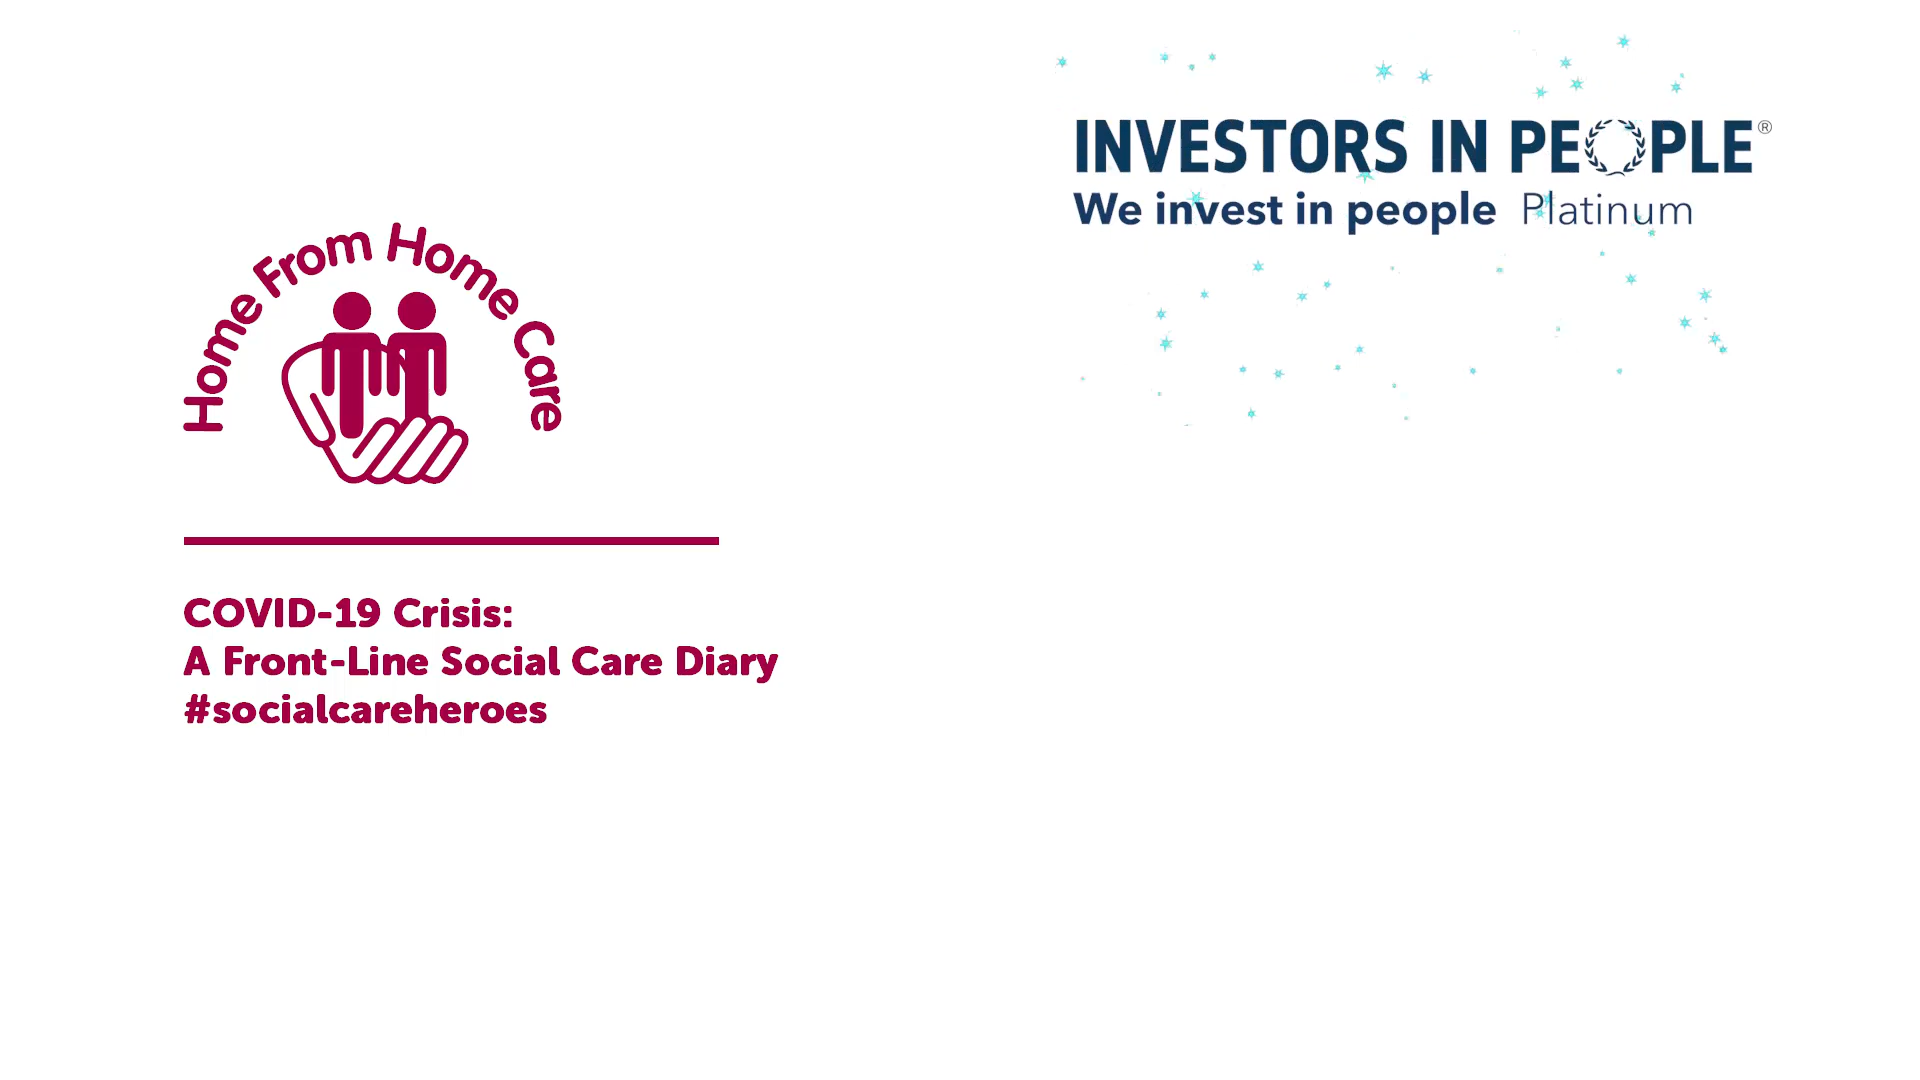 Home From Home Care
COVID-19 Crisis:
A Front-Line Social Care Diary
#socialcareheroes
INVESTORS IN PEOPLE®
We invest in people Platinum